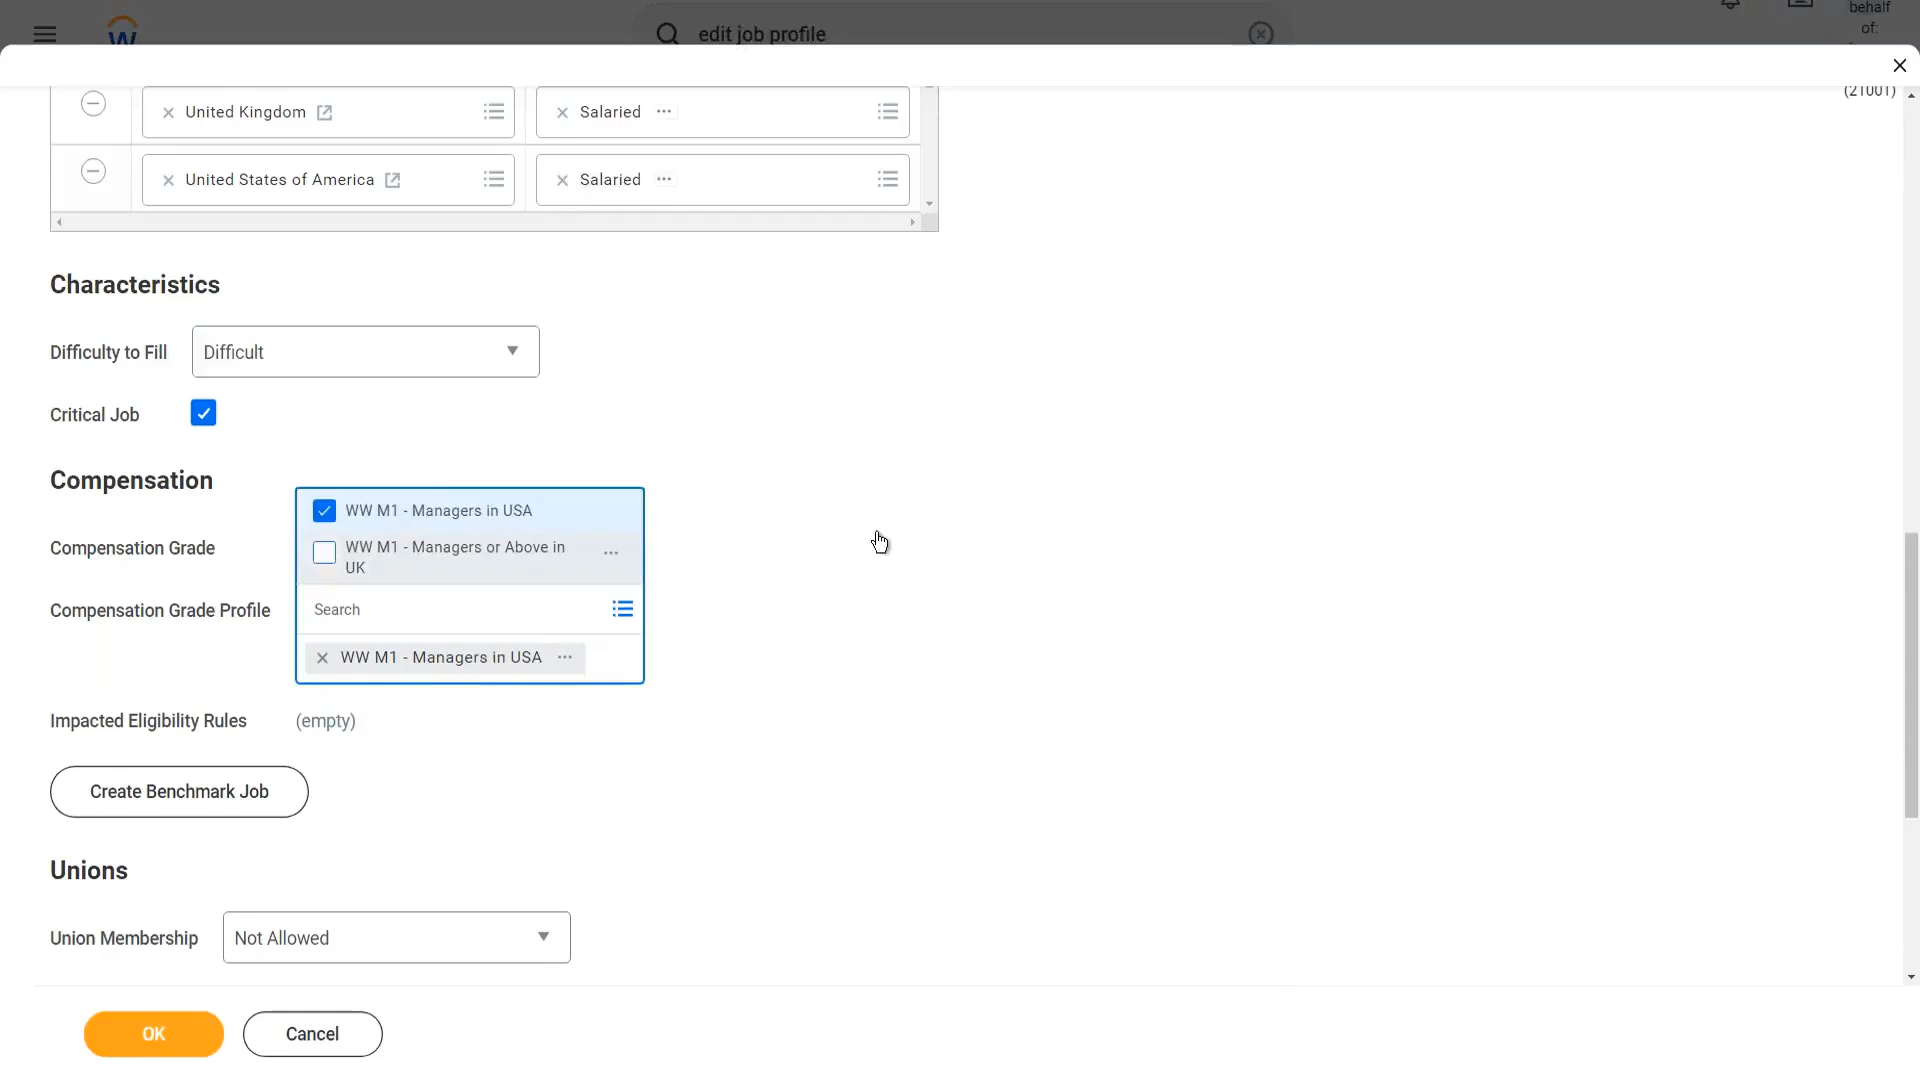 edit job profile
behalf
of:
(21001)
United Kingdom
Salaried
United States of America
Salaried
Characteristics
Difficulty to Fill
Difficult
Critical Job
Compensation
WW M1 - Managers in USA
Compensation Grade
WW M1 - Managers or Above in
UK
Compensation Grade Profile
Search
WW M1 - Managers in USA
Impacted Eligibility Rules
(empty)
Create Benchmark Job
Unions
Union Membership
Not Allowed
OK
Cancel